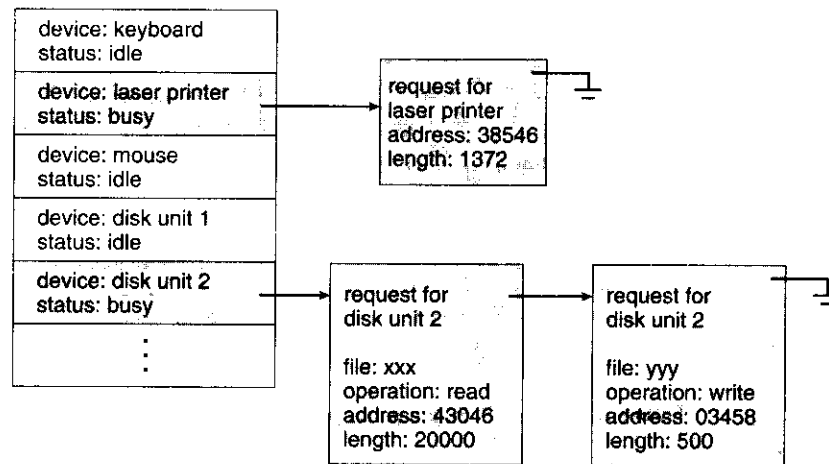 device: keyboard
status: idle
device: laser printer
status: busy
device: mouse
status: idle
device: disk unit 1
status: idle
device: disk unit 2
status: busy
request for
laser printer
address: 38546
length: 1372
request for
disk unit 2
file: xxx
operation: read
address: 43046
length: 20000
request for
disk unit 2
file: yyy
operation: write
address: 03458
length: 500